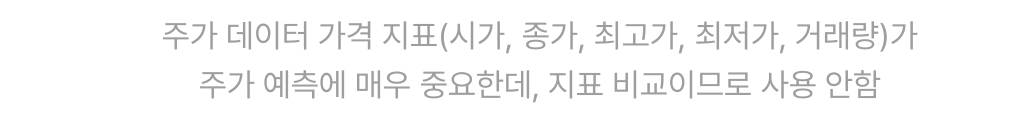 주가 데이터 가격 지표(시가, 종가, 최고가, 최저가, 거래량)가
주가 예측에 매우 중요한데, 지표 비교이므로 사용 안함